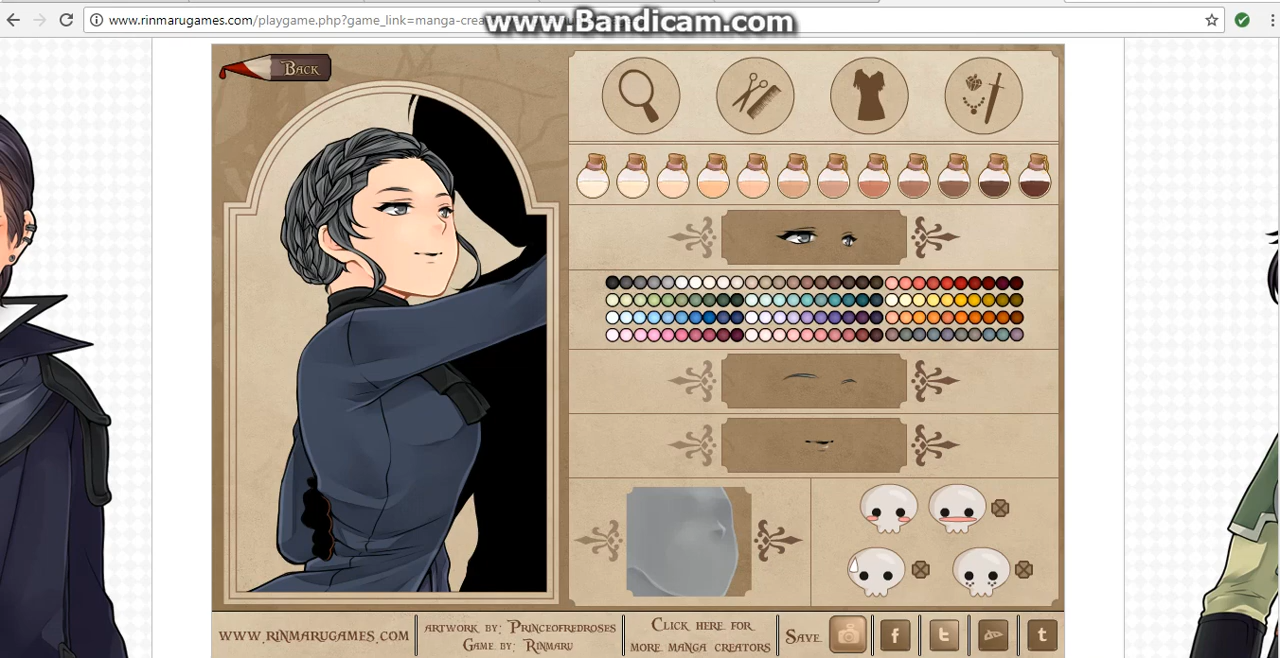 www.rinmarugames.com/playgame.php?game_link=manga-crea
www.Bandicam.com
Back
www.rinmarugames.com
artwork by: Princeofredroses
Game by: Rinmaru
Click here for
more manga creators
Save
f
t
t